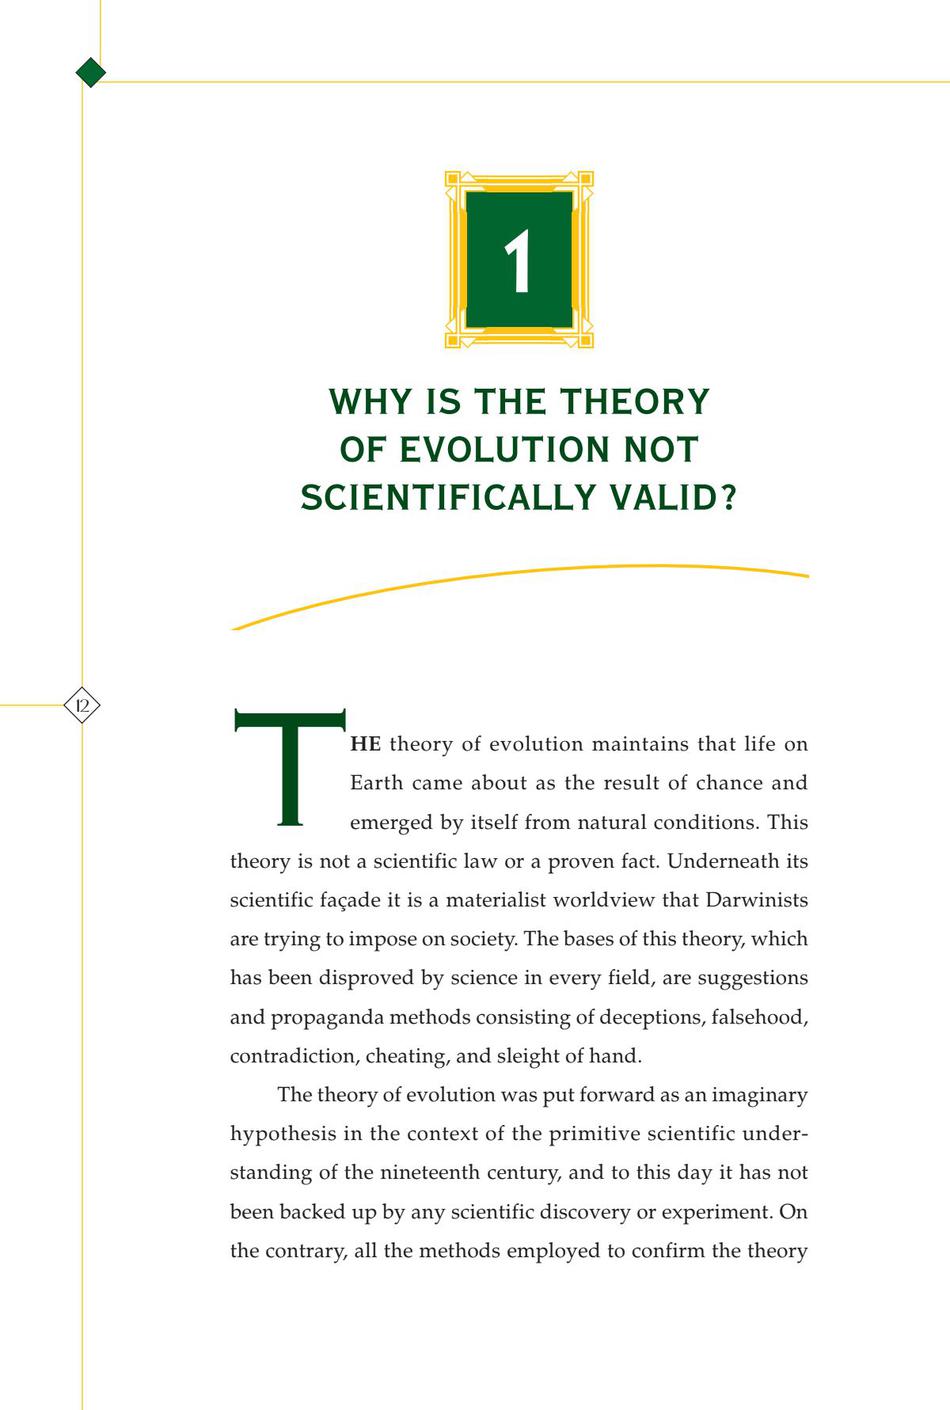 1
WHY IS THE THEORY
OF EVOLUTION NOT
SCIENTIFICALLY VALID?
12
THE theory of evolution maintains that life on
Earth came about as the result of chance and
emerged by itself from natural conditions. This
theory is not a scientific law or a proven fact. Underneath its
scientific façade it is a materialist worldview that Darwinists
are trying to impose on society. The bases of this theory, which
has been disproved by science in every field, are suggestions
and propaganda methods consisting of deceptions, falsehood,
contradiction, cheating, and sleight of hand.
The theory of evolution was put forward as an imaginary
hypothesis in the context of the primitive scientific under-
standing of the nineteenth century, and to this day it has not
been backed up by any scientific discovery or experiment. On
the contrary, all the methods employed to confirm the theory